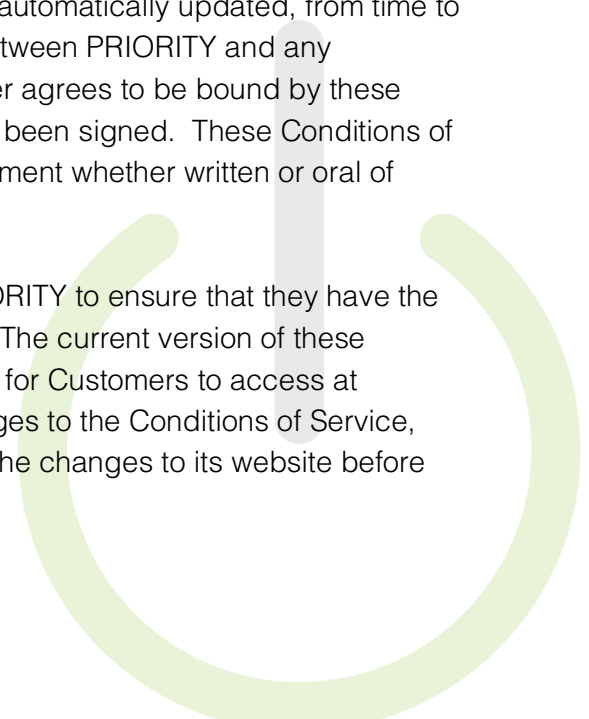 automatically updated, from time to
tween PRIORITY and any
er agrees to be bound by these
been signed.  These Conditions of
ment whether written or oral of
ORITY to ensure that they have the
The current version of these
for Customers to access at
ges to the Conditions of Service,
he changes to its website before